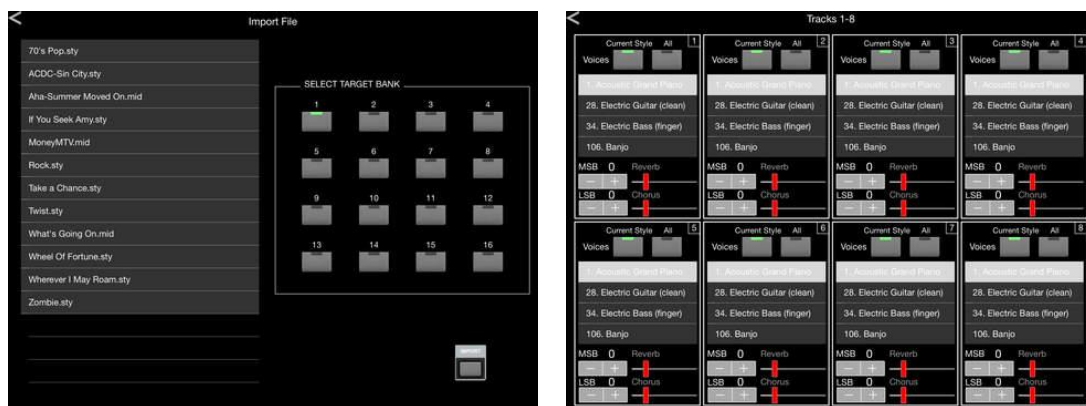 Import File
70's Pop.sty
ACDC-Sin City.sty
Aha-Summer Moved On.mid
If You Seek Amy.sty
MoneyMTV.mid
Rock.sty
Take a Chance.sty
Twist.sty
What's Going On.mid
Wheel Of Fortune.sty
Wherever I May Roam.sty
Zombie.sty
SELECT TARGET BANK
1 2 3 4
5 6 7 8
9 10 11 12
13 14 15 16
IMPORT
Tracks 1-8
Current Style All 1
Voices
1. Acoustic Grand Piano
28. Electric Guitar (clean)
34. Electric Bass (finger)
106. Banjo
MSB 0 Reverb
− +
LSB 0 Chorus
− +
Current Style All 2
Voices
1. Acoustic Grand Piano
28. Electric Guitar (clean)
34. Electric Bass (finger)
106. Banjo
MSB 0 Reverb
− +
LSB 0 Chorus
− +
Current Style All 3
Voices
1. Acoustic Grand Piano
28. Electric Guitar (clean)
34. Electric Bass (finger)
106. Banjo
MSB 0 Reverb
− +
LSB 0 Chorus
− +
Current Style All 4
Voices
1. Acoustic Grand Piano
28. Electric Guitar (clean)
34. Electric Bass (finger)
106. Banjo
MSB 0 Reverb
− +
LSB 0 Chorus
− +
Current Style All 5
Voices
1. Acoustic Grand Piano
28. Electric Guitar (clean)
34. Electric Bass (finger)
106. Banjo
MSB 0 Reverb
− +
LSB 0 Chorus
− +
Current Style All 6
Voices
1. Acoustic Grand Piano
28. Electric Guitar (clean)
34. Electric Bass (finger)
106. Banjo
MSB 0 Reverb
− +
LSB 0 Chorus
− +
Current Style All 7
Voices
1. Acoustic Grand Piano
28. Electric Guitar (clean)
34. Electric Bass (finger)
106. Banjo
MSB 0 Reverb
− +
LSB 0 Chorus
− +
Current Style All 8
Voices
1. Acoustic Grand Piano
28. Electric Guitar (clean)
34. Electric Bass (finger)
106. Banjo
MSB 0 Reverb
− +
LSB 0 Chorus
− +